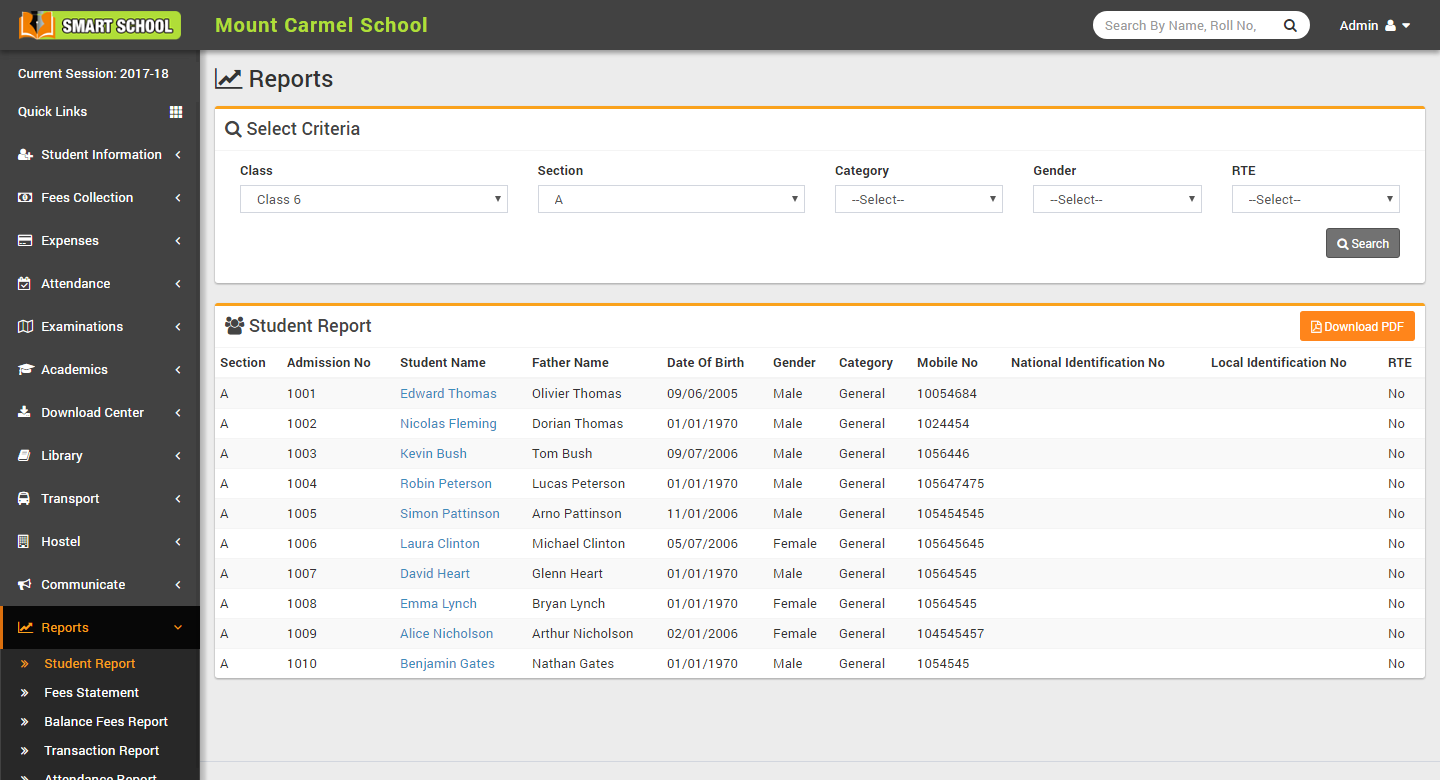 SMART SCHOOL
Mount Carmel School
Search By Name, Roll No,
Admin
Current Session: 2017-18
Quick Links
Student Information
Fees Collection
Expenses
Attendance
Examinations
Academics
Download Center
Library
Transport
Hostel
Communicate
Reports
Student Report
Fees Statement
Balance Fees Report
Transaction Report
Attendance Report
Reports
Select Criteria
Class Section Category Gender RTE
Class 6 A --Select-- --Select-- --Select--
Search
Student Report
Download PDF
Section Admission No Student Name Father Name Date Of Birth Gender Category Mobile No National Identification No Local Identification No RTE
A 1001 Edward Thomas Olivier Thomas 09/06/2005 Male General 10054684 No
A 1002 Nicolas Fleming Dorian Thomas 01/01/1970 Male General 1024454 No
A 1003 Kevin Bush Tom Bush 09/07/2006 Male General 1056446 No
A 1004 Robin Peterson Lucas Peterson 01/01/1970 Male General 105647475 No
A 1005 Simon Pattinson Arno Pattinson 11/01/2006 Male General 105454545 No
A 1006 Laura Clinton Michael Clinton 05/07/2006 Female General 105645645 No
A 1007 David Heart Glenn Heart 01/01/1970 Male General 10564545 No
A 1008 Emma Lynch Bryan Lynch 01/01/1970 Female General 10564545 No
A 1009 Alice Nicholson Arthur Nicholson 02/01/2006 Female General 104545457 No
A 1010 Benjamin Gates Nathan Gates 01/01/1970 Male General 1054545 No